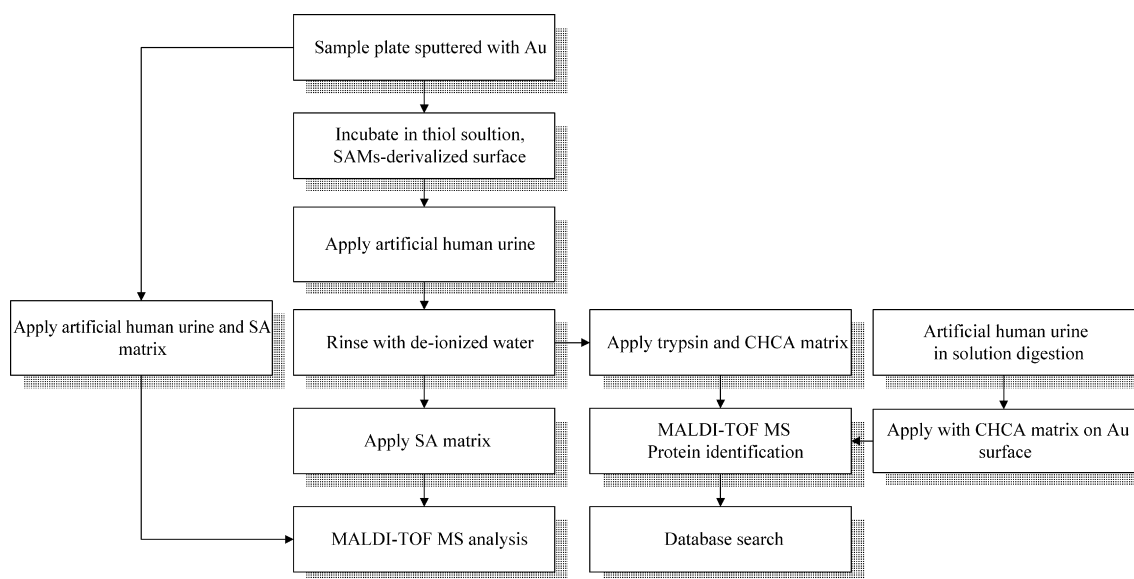 Sample plate sputtered with Au
Incubate in thiol soultion,
SAMs-derivalized surface
Apply artificial human urine
Apply artificial human urine and SA
matrix
Rinse with de-ionized water
Apply trypsin and CHCA matrix
Artificial human urine
in solution digestion
Apply SA matrix
MALDI-TOF MS
Protein identification
Apply with CHCA matrix on Au
surface
MALDI-TOF MS analysis
Database search